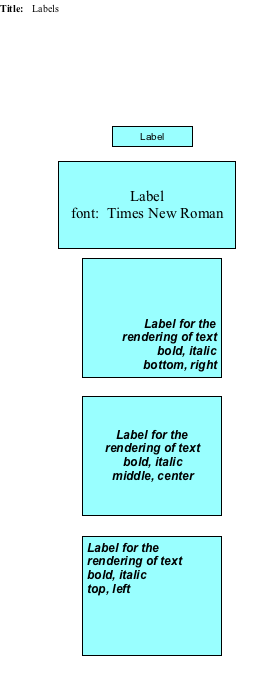 Title: Labels
Label
Label
font: Times New Roman
Label for the
rendering of text
bold, italic
bottom, right
Label for the
rendering of text
bold, italic
middle, center
Label for the
rendering of text
bold, italic
top, left